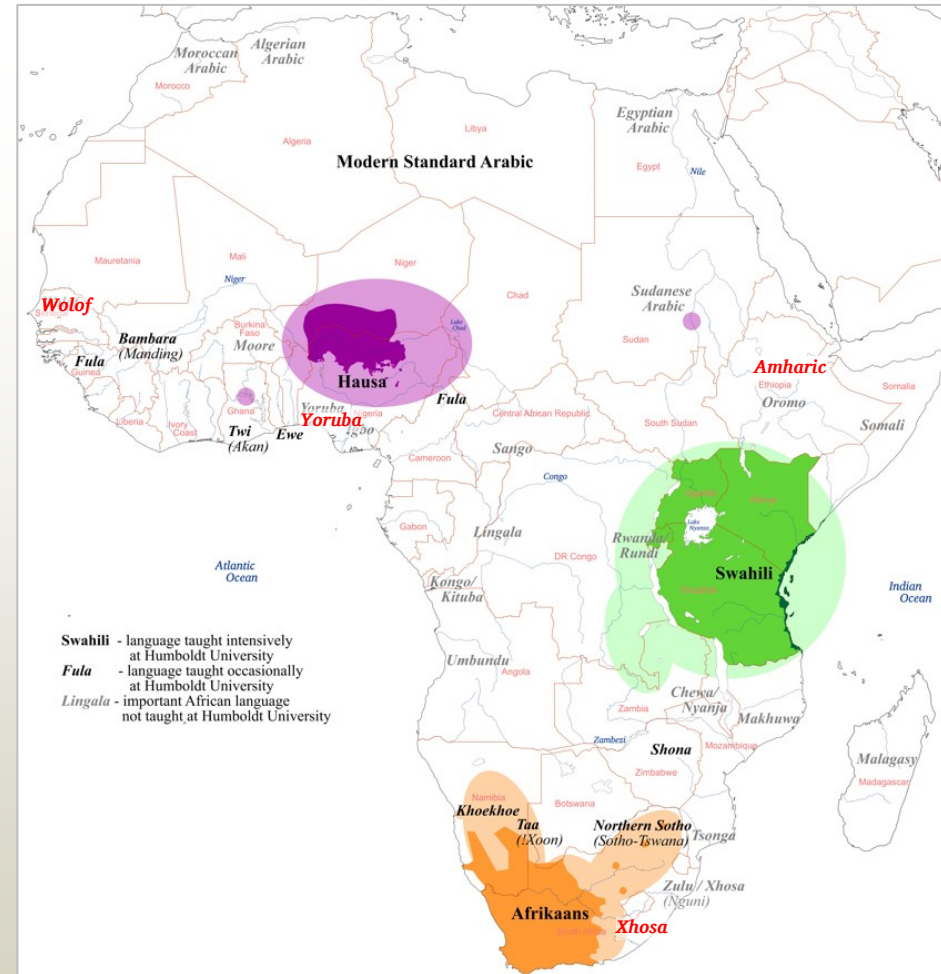 Moroccan
Arabic
Algerian
Arabic
Morocco
Algeria
Libya
Egyptian
Arabic
Egypt
Nile
Modern Standard Arabic
Mauretania
Mali
Niger
Niger
Chad
Lake
Chad
Sudanese
Arabic
Sudan
Wolof
Bambara
(Manding)
Burkina
Faso
Moore
Fula
Guinea
Hausa
Fula
Amharic
Ethiopia
Oromo
Somalia
Somali
Liberia
Ivory
Coast
Ghana
Twi
(Akan)
Ewe
Yoruba
Yoruba
Nigeria
Igbo
Central African Republic
South Sudan
Cameroon
Sango
Congo
Gabon
Lingala
DR Congo
Rwanda/
Rundi
Lake
Nyanza
Swahili
Atlantic
Ocean
Indian
Ocean
Kongo/
Kituba
Umbundu
Angola
Chewa/
Nyanja
Zambia
Makhuwa
Swahili - language taught intensively
at Humboldt University
Fula - language taught occasionally
at Humboldt University
Lingala - important African language
not taught at Humboldt University
Zambezi
Shona
Mozambique
Zimbabwe
Malagasy
Madagascar
Namibia
Khoekhoe
Botswana
Taa
(!Xoon)
Northern Sotho
(Sotho-Tswana)
Tsonga
Zulu / Xhosa
(Nguni)
Afrikaans
South Africa
Xhosa